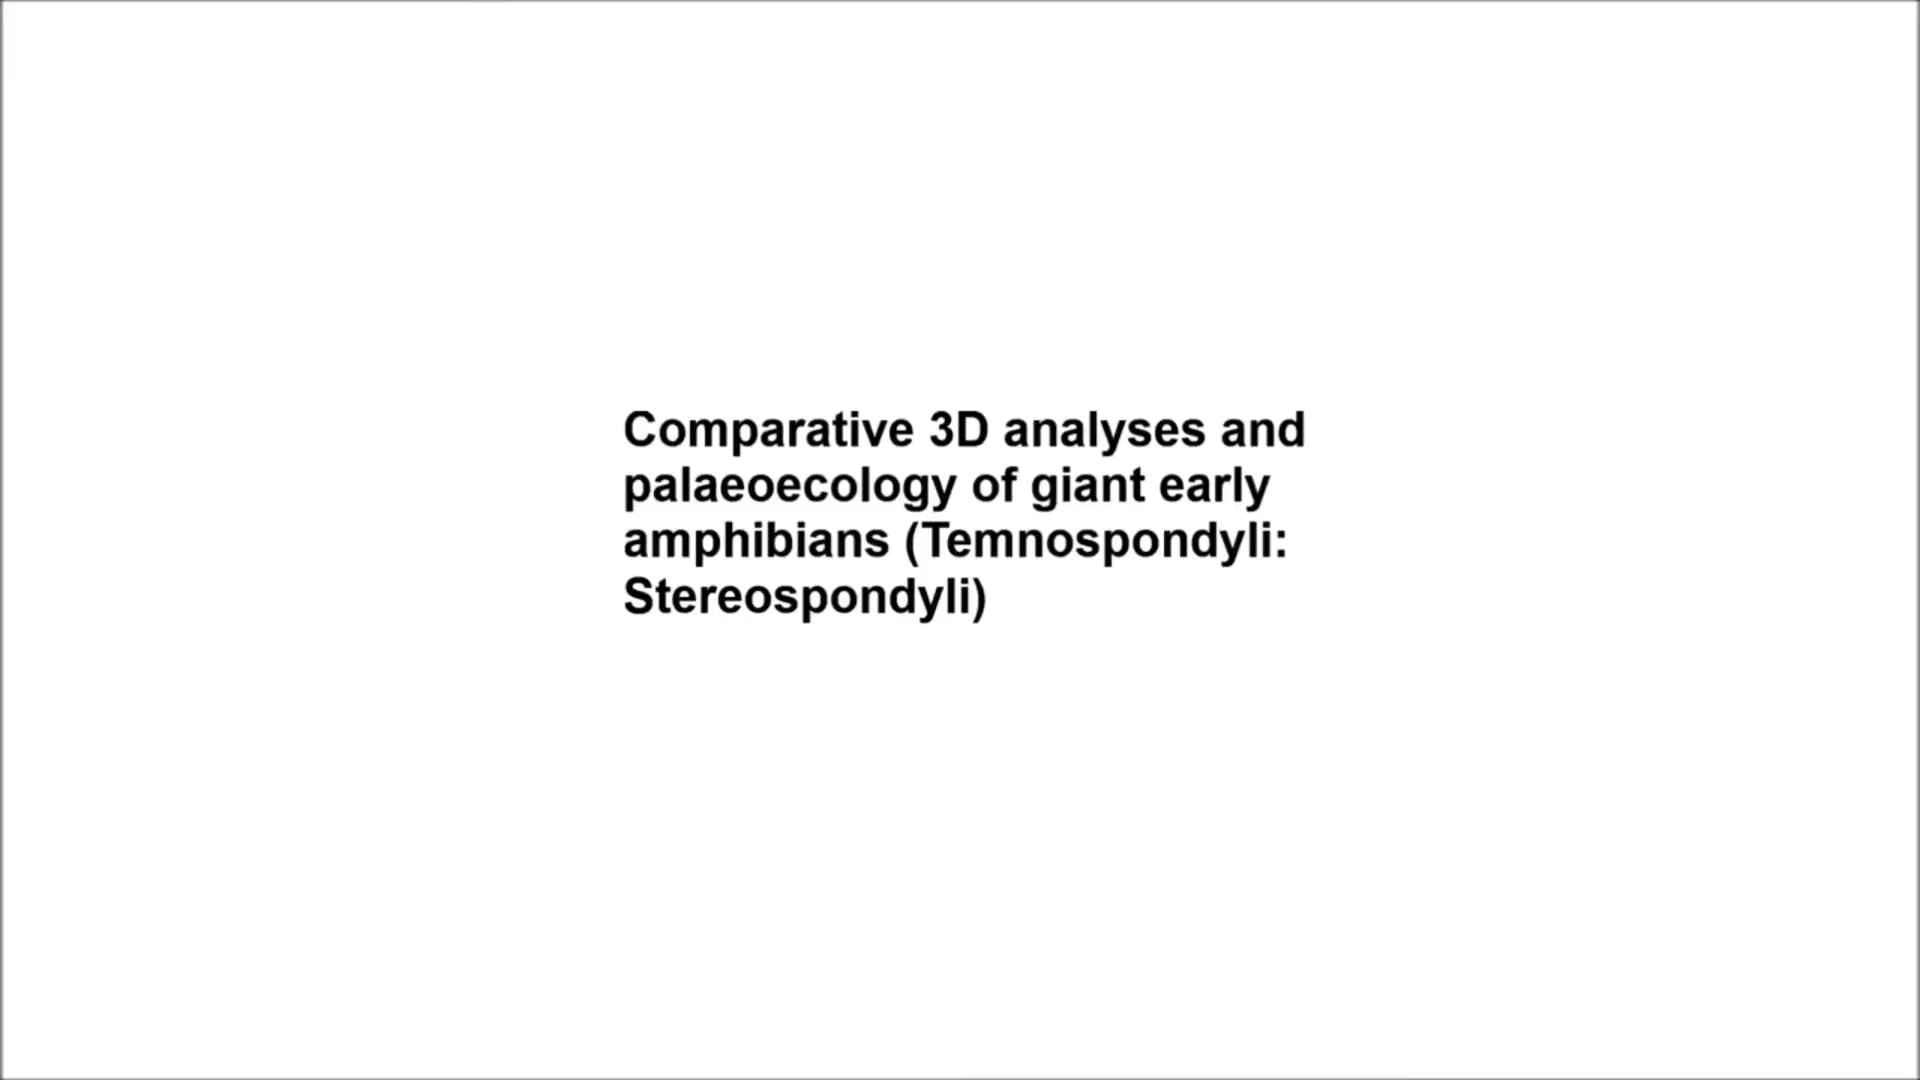 Comparative 3D analyses and
palaeoecology of giant early
amphibians (Temnospondyli:
Stereospondyli)